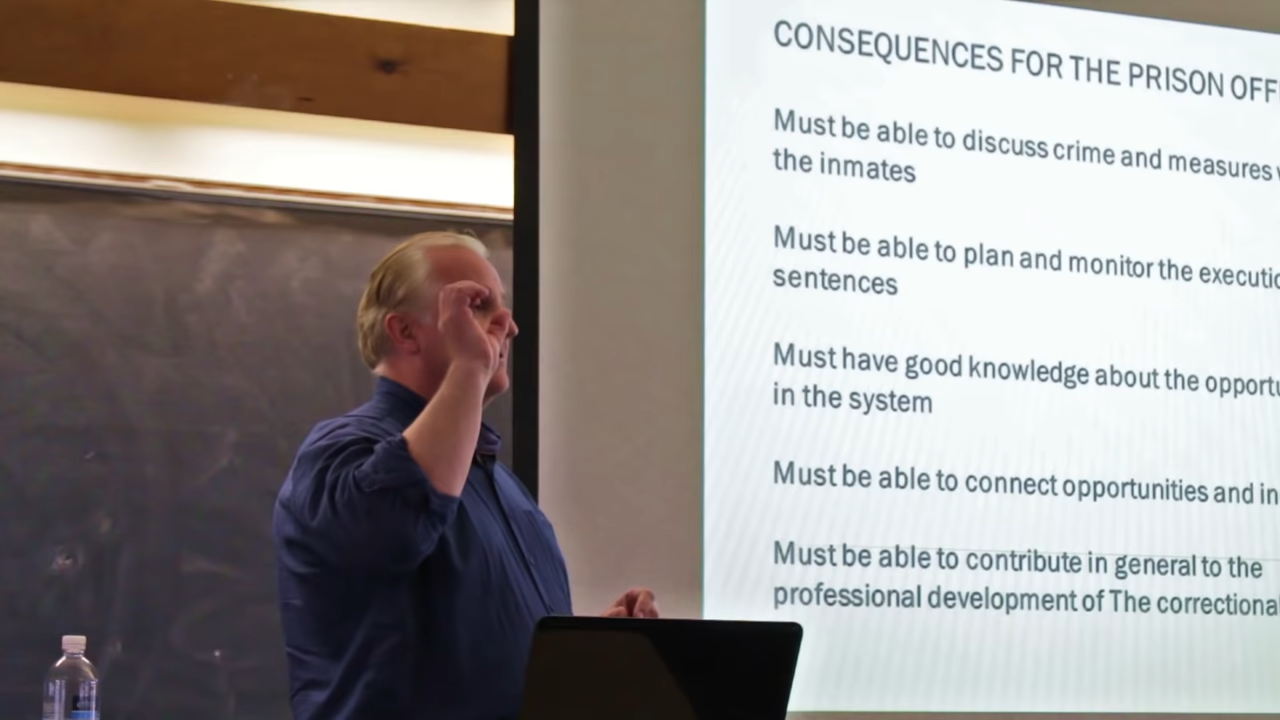 CONSEQUENCES FOR THE PRISON OFF
Must be able to discuss crime and measures
the inmates
Must be able to plan and monitor the executio
sentences
Must have good knowledge about the opportu
in the system
Must be able to connect opportunities and in
Must be able to contribute in general to the
professional development of The correctional